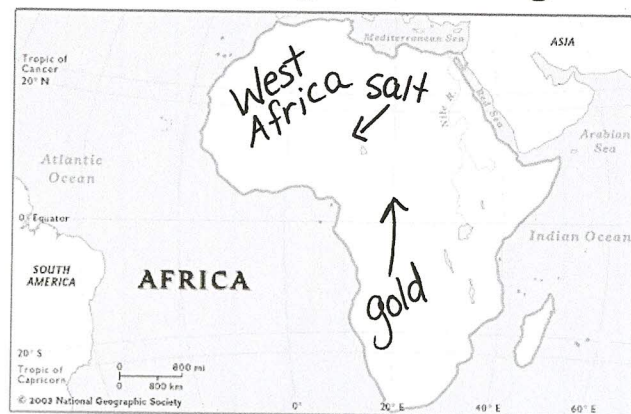 Mediterranean Sea
ASIA
Tropic of
Cancer
20° N
West
Africa
salt
Nile R.
Red Sea
Arabian
Sea
Atlantic
Ocean
0° Equator
Indian Ocean
SOUTH
AMERICA
AFRICA
gold
20° S
Tropic of
Capricorn
0 800 mi
0 800 km
© 2003 National Geographic Society
0°
20° E
40° E
60° E